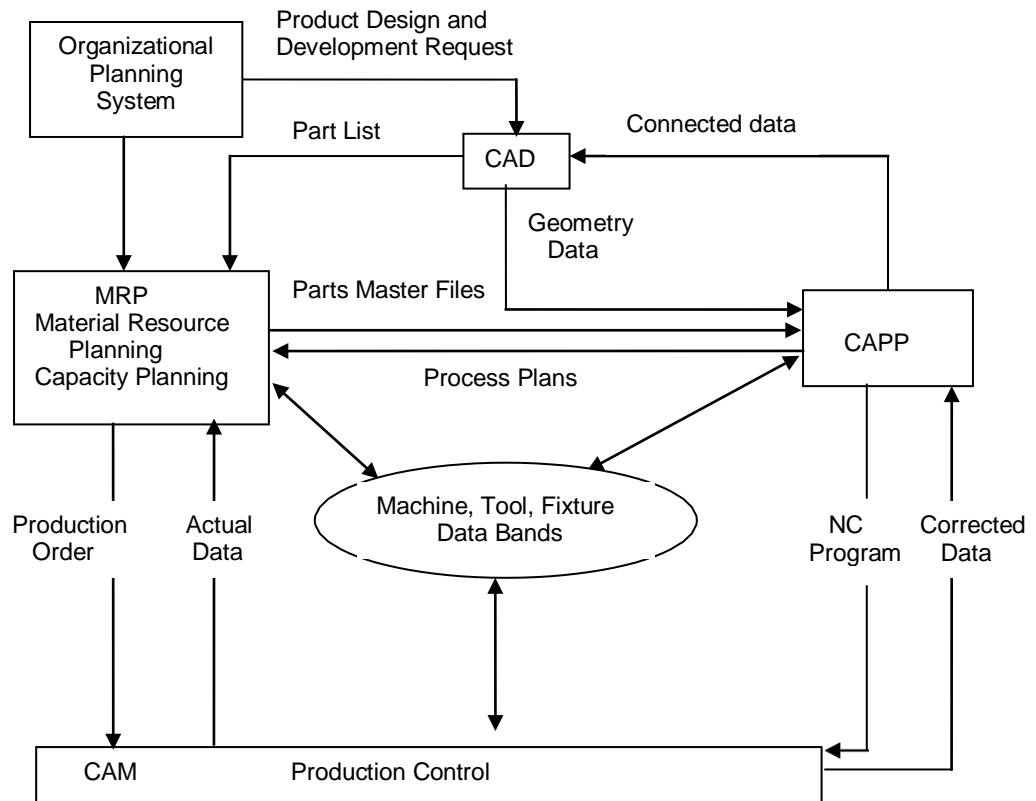 Product Design and
Development Request
Organizational
Planning
System
Part List
Connected data
CAD
Geometry
Data
MRP
Material Resource
Planning
Capacity Planning
Parts Master Files
CAPP
Process Plans
Machine, Tool, Fixture
Data Bands
Production
Order
Actual
Data
NC
Program
Corrected
Data
CAM
Production Control